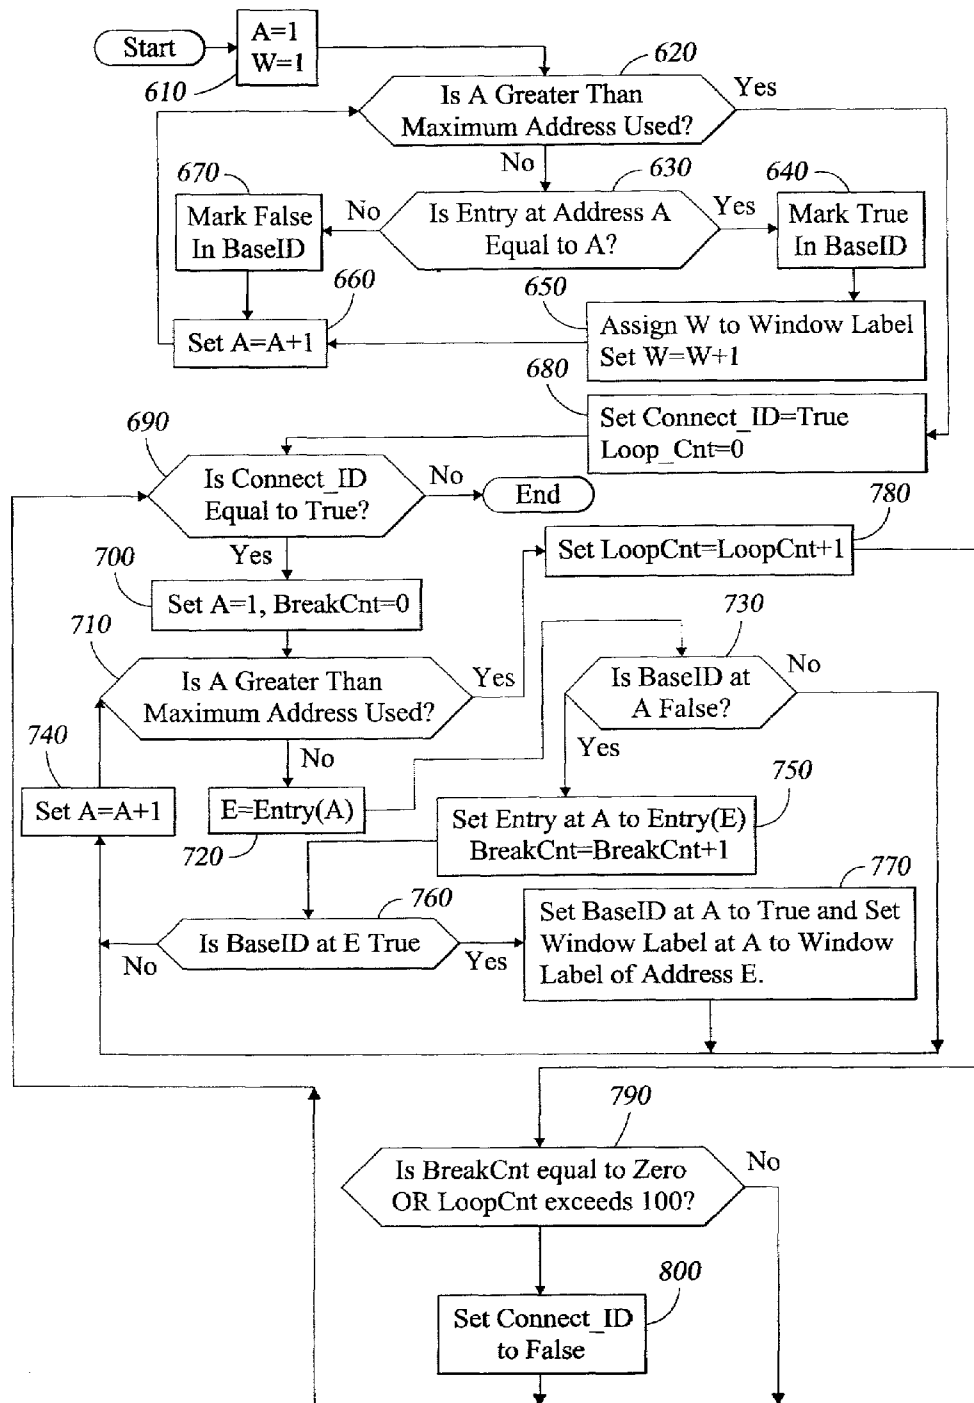 Start
A=1
W=1
610
620
Is A Greater Than
Maximum Address Used?
Yes
No
630
Is Entry at Address A
Equal to A?
No
Yes
640
Mark True
In BaseID
670
Mark False
In BaseID
660
Set A=A+1
650
Assign W to Window Label
Set W=W+1
680
Set Connect_ID=True
Loop_Cnt=0
690
Is Connect_ID
Equal to True?
No
End
Yes
780
Set LoopCnt=LoopCnt+1
700
Set A=1, BreakCnt=0
710
Is A Greater Than
Maximum Address Used?
Yes
No
730
Is BaseID at
A False?
No
Yes
740
Set A=A+1
E=Entry(A)
720
750
Set Entry at A to Entry(E)
BreakCnt=BreakCnt+1
760
Is BaseID at E True
No
Yes
770
Set BaseID at A to True and Set
Window Label at A to Window
Label of Address E.
790
Is BreakCnt equal to Zero
OR LoopCnt exceeds 100?
No
800
Set Connect_ID
to False